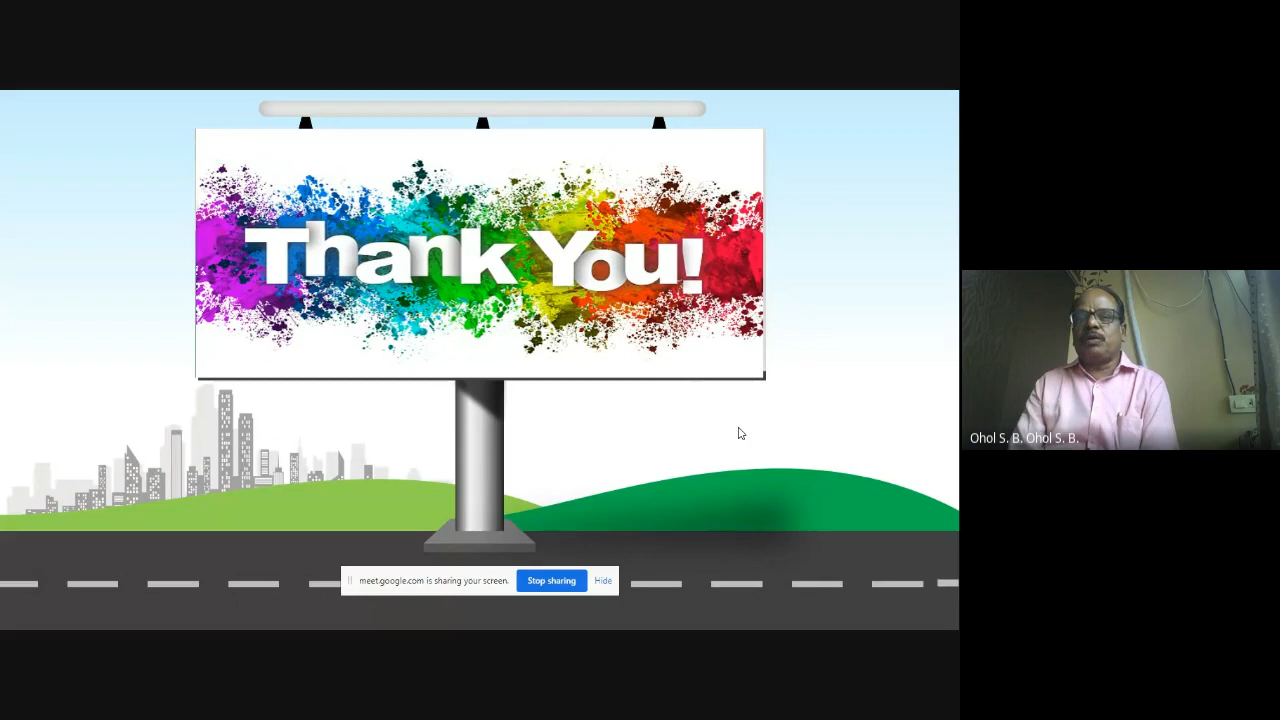 Thank You!
Ohol S. B. Ohol S. B.
meet.google.com is sharing your screen.
Stop sharing
Hide